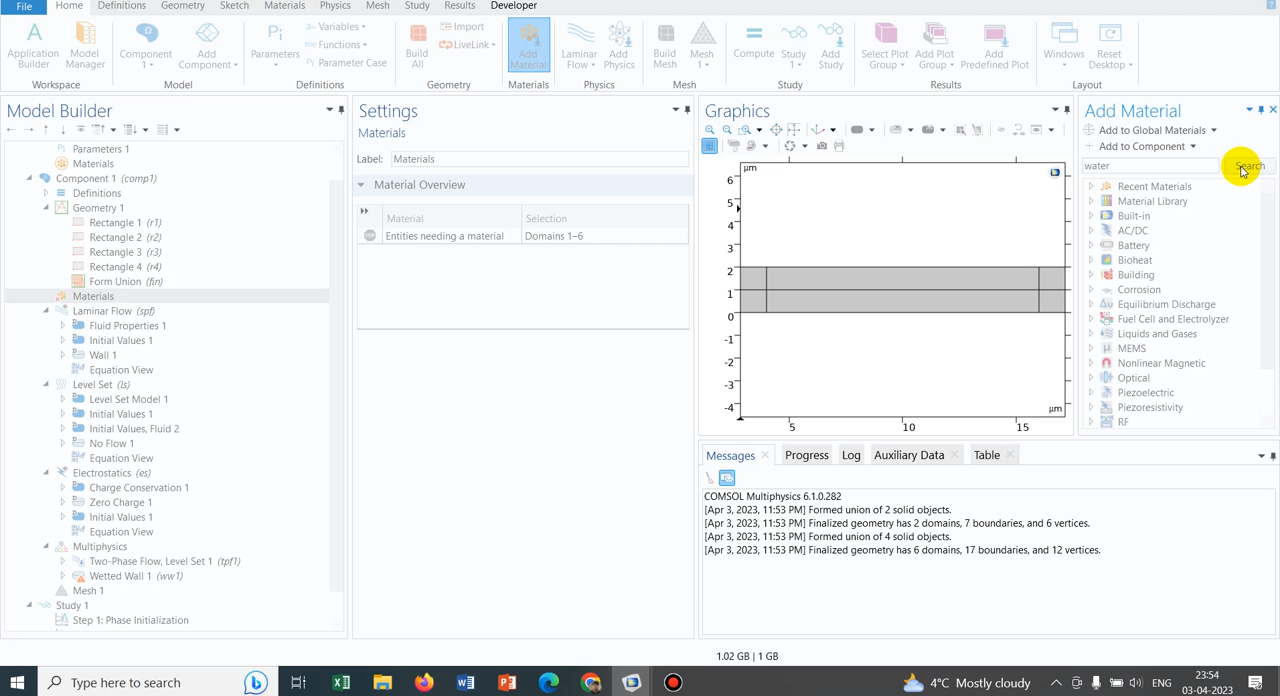 File Home Definitions Geometry Sketch Materials Physics Mesh Study Results Developer
Application Builder
Model Manager
Workspace
Component 1
Add Component
Model
Parameters
Variables
Functions
Parameter Case
Definitions
Build All
Import
LiveLink
Geometry
Add Material
Materials
Laminar Flow
Add Physics
Physics
Build Mesh
Mesh 1
Mesh
Compute
Study 1
Add Study
Study
Select Plot Group
Add Plot Group
Add Predefined Plot
Results
Windows
Reset Desktop
Layout
Model Builder
Parameters 1
Materials
Component 1 (comp1)
Definitions
Geometry 1
Rectangle 1 (r1)
Rectangle 2 (r2)
Rectangle 3 (r3)
Rectangle 4 (r4)
Form Union (fin)
Materials
Laminar Flow (spf)
Fluid Properties 1
Initial Values 1
Wall 1
Equation View
Level Set (ls)
Level Set Model 1
Initial Values 1
Initial Values, Fluid 2
No Flow 1
Equation View
Electrostatics (es)
Charge Conservation 1
Zero Charge 1
Initial Values 1
Equation View
Multiphysics
Two-Phase Flow, Level Set 1 (tpf1)
Wetted Wall 1 (ww1)
Mesh 1
Study 1
Step 1: Phase Initialization
Settings
Materials
Label: Materials
Material Overview
Material Selection
Entities needing a material Domains 1–6
Graphics
µm
6
5
4
3
2
1
0
-1
-2
-3
-4
5 10 15
µm
Add Material
Add to Global Materials
Add to Component
water Search
Recent Materials
Material Library
Built-in
AC/DC
Battery
Bioheat
Building
Corrosion
Equilibrium Discharge
Fuel Cell and Electrolyzer
Liquids and Gases
MEMS
Nonlinear Magnetic
Optical
Piezoelectric
Piezoresistivity
RF
Messages Progress Log Auxiliary Data Table
COMSOL Multiphysics 6.1.0.282
[Apr 3, 2023, 11:53 PM] Formed union of 2 solid objects.
[Apr 3, 2023, 11:53 PM] Finalized geometry has 2 domains, 7 boundaries, and 6 vertices.
[Apr 3, 2023, 11:53 PM] Formed union of 4 solid objects.
[Apr 3, 2023, 11:53 PM] Finalized geometry has 6 domains, 17 boundaries, and 12 vertices.
1.02 GB | 1 GB
Type here to search
4°C Mostly cloudy
ENG
23:54
03-04-2023